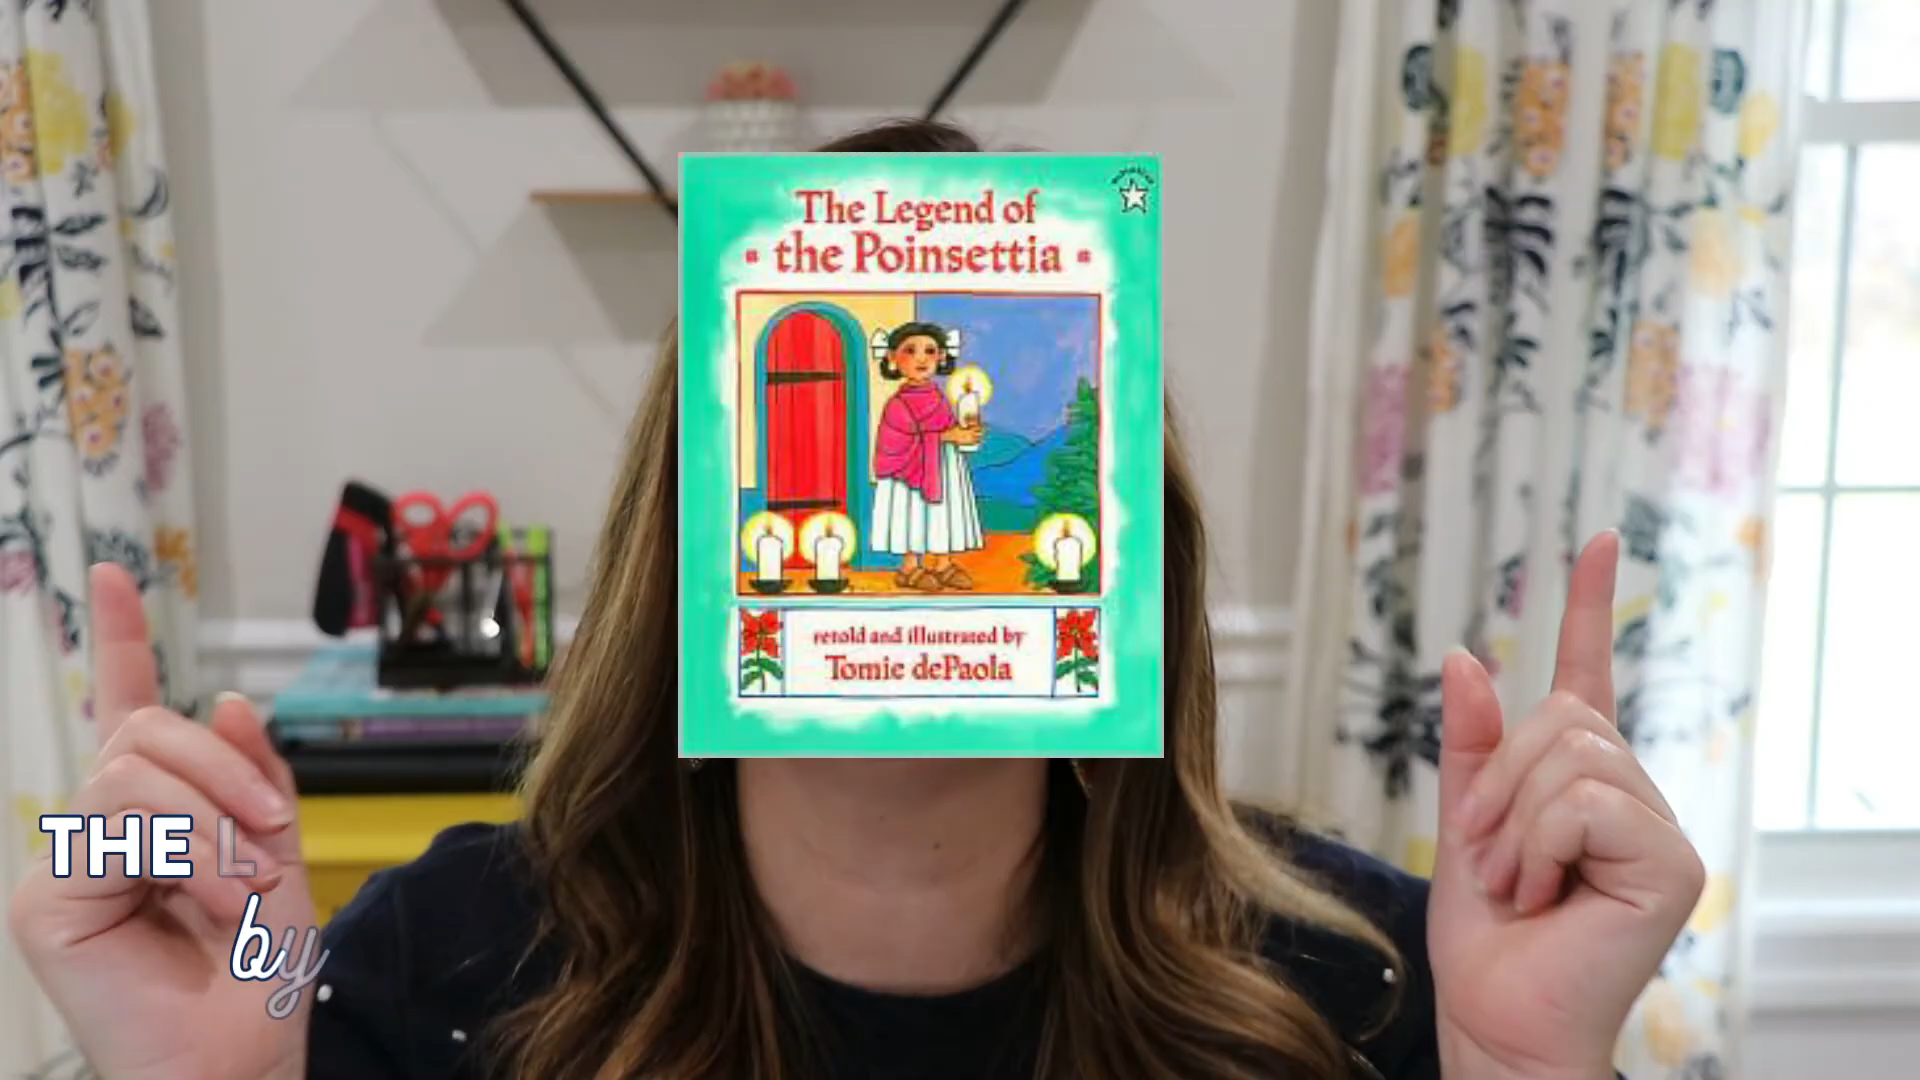 The Legend of
the Poinsettia
retold and illustrated by
Tomie dePaola
THE L
by